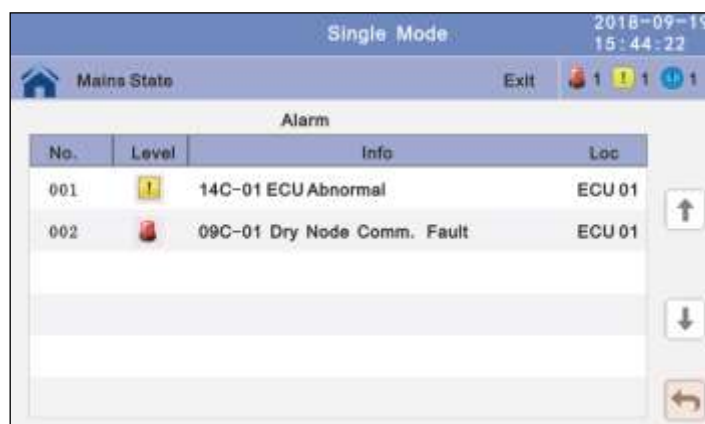 Single Mode
2018-09-19
15:44:22
Mains State Exit 1 1 1
Alarm
No. Level Info Loc
001 ! 14C-01 ECU Abnormal ECU 01
002 09C-01 Dry Node Comm. Fault ECU 01